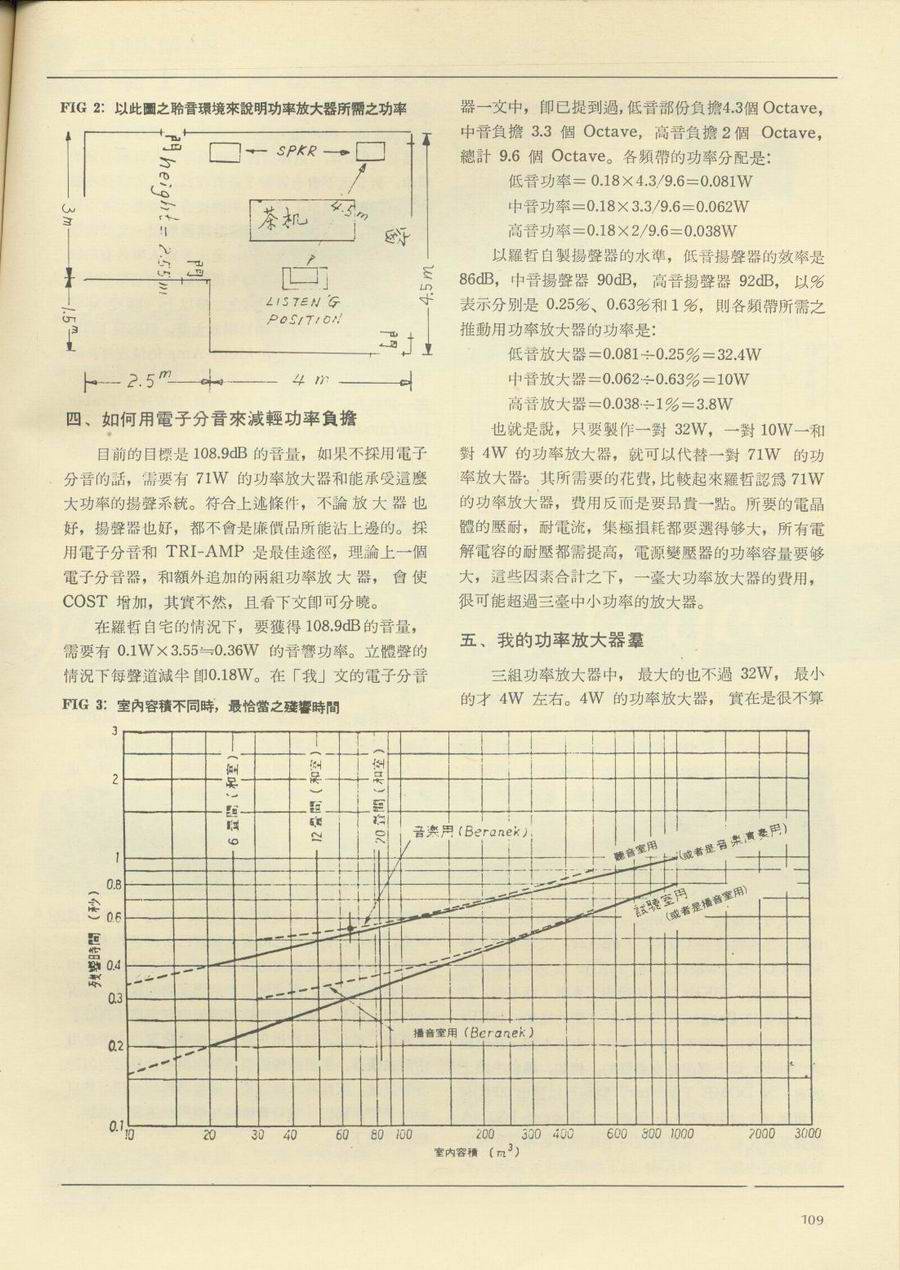 FIG 2: 以此圖之聆音環境來說明功率放大器所需之功率
門
height = 2.55m
SPKR
3m
茶机
4.5m
窗
門
LISTEN'G
POSITION
4.5m
1.5m
門
2.5m
4m
四、如何用電子分音來減輕功率負擔
目前的目標是 108.9dB 的音量，如果不採用電子
分音的話，需要有 71W 的功率放大器和能承受這麼
大功率的揚聲系統。符合上述條件，不論放大器也
好，揚聲器也好，都不會是廉價品所能沾上邊的。採
用電子分音和 TRI-AMP 是最佳途徑，理論上一個
電子分音器，和額外追加的兩組功率放大器，會使
COST 增加，其實不然，且看下文卽可分曉。
在羅哲自宅的情況下，要獲得 108.9dB 的音量，
需要有 0.1W×3.55≒0.36W 的音響功率。立體聲的
情況下每聲道減半卽0.18W。在「我」文的電子分音
器一文中，卽已提到過，低音部份負擔4.3個 Octave，
中音負擔 3.3 個 Octave，高音負擔 2 個 Octave，
總計 9.6 個 Octave。各頻帶的功率分配是：
低音功率＝0.18×4.3/9.6＝0.081W
中音功率＝0.18×3.3/9.6＝0.062W
高音功率＝0.18×2/9.6＝0.038W
以羅哲自製揚聲器的水準，低音揚聲器的效率是
86dB，中音揚聲器 90dB，高音揚聲器 92dB，以％
表示分別是 0.25％、0.63％和 1％，則各頻帶所需之
推動用功率放大器的功率是：
低音放大器＝0.081÷0.25％＝32.4W
中音放大器＝0.062÷0.63％＝10W
高音放大器＝0.038÷1％＝3.8W
也就是說，只要製作一對 32W，一對 10W一和
對 4W 的功率放大器，就可以代替一對 71W 的功
率放大器。其所需要的花費，比較起來羅哲認爲 71W
的功率放大器，費用反而是要昂貴一點。所要的電晶
體的壓耐，耐電流，集極損耗都要選得够大，所有電
解電容的耐壓都需提高，電源變壓器的功率容量要够
大，這些因素合計之下，一臺大功率放大器的費用，
很可能超過三臺中小功率的放大器。
五、我的功率放大器羣
三組功率放大器中，最大的也不過 32W，最小
的才 4W 左右。4W 的功率放大器，實在是很不算
FIG 3: 室內容積不同時，最恰當之殘響時間
3
2
1
0.8
0.6
0.4
0.3
0.2
0.1
残響時間 (秒)
6 疊間 (和室)
12 疊間 (和室)
20 疊間 (和室)
音楽用 (Beranek)
聽音室用
(或者是音楽演奏用)
試聽室用
(或者是播音室用)
播音室用 (Beranek)
10 20 30 40 60 80 100 200 300 400 600 800 1000 2000 3000
室內容積 (m³)
109